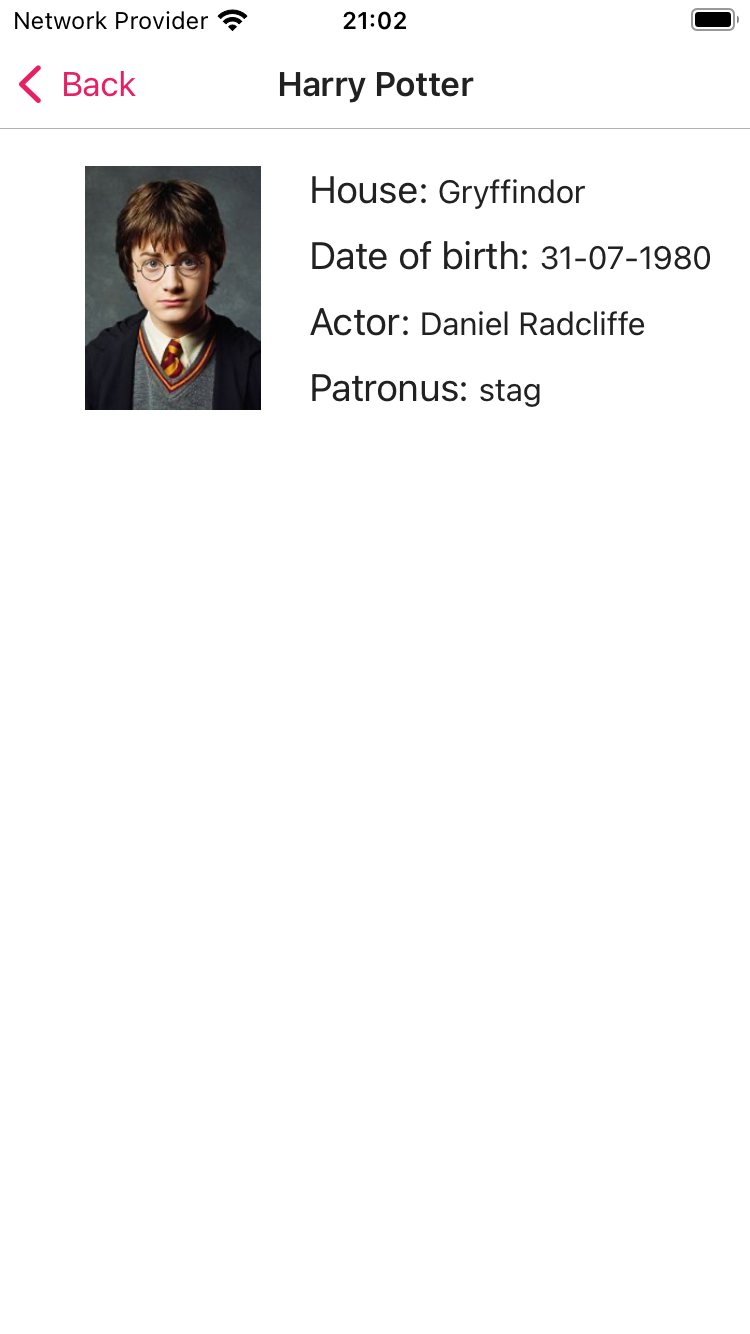 Network Provider 21:02
Back Harry Potter
House: Gryffindor
Date of birth: 31-07-1980
Actor: Daniel Radcliffe
Patronus: stag